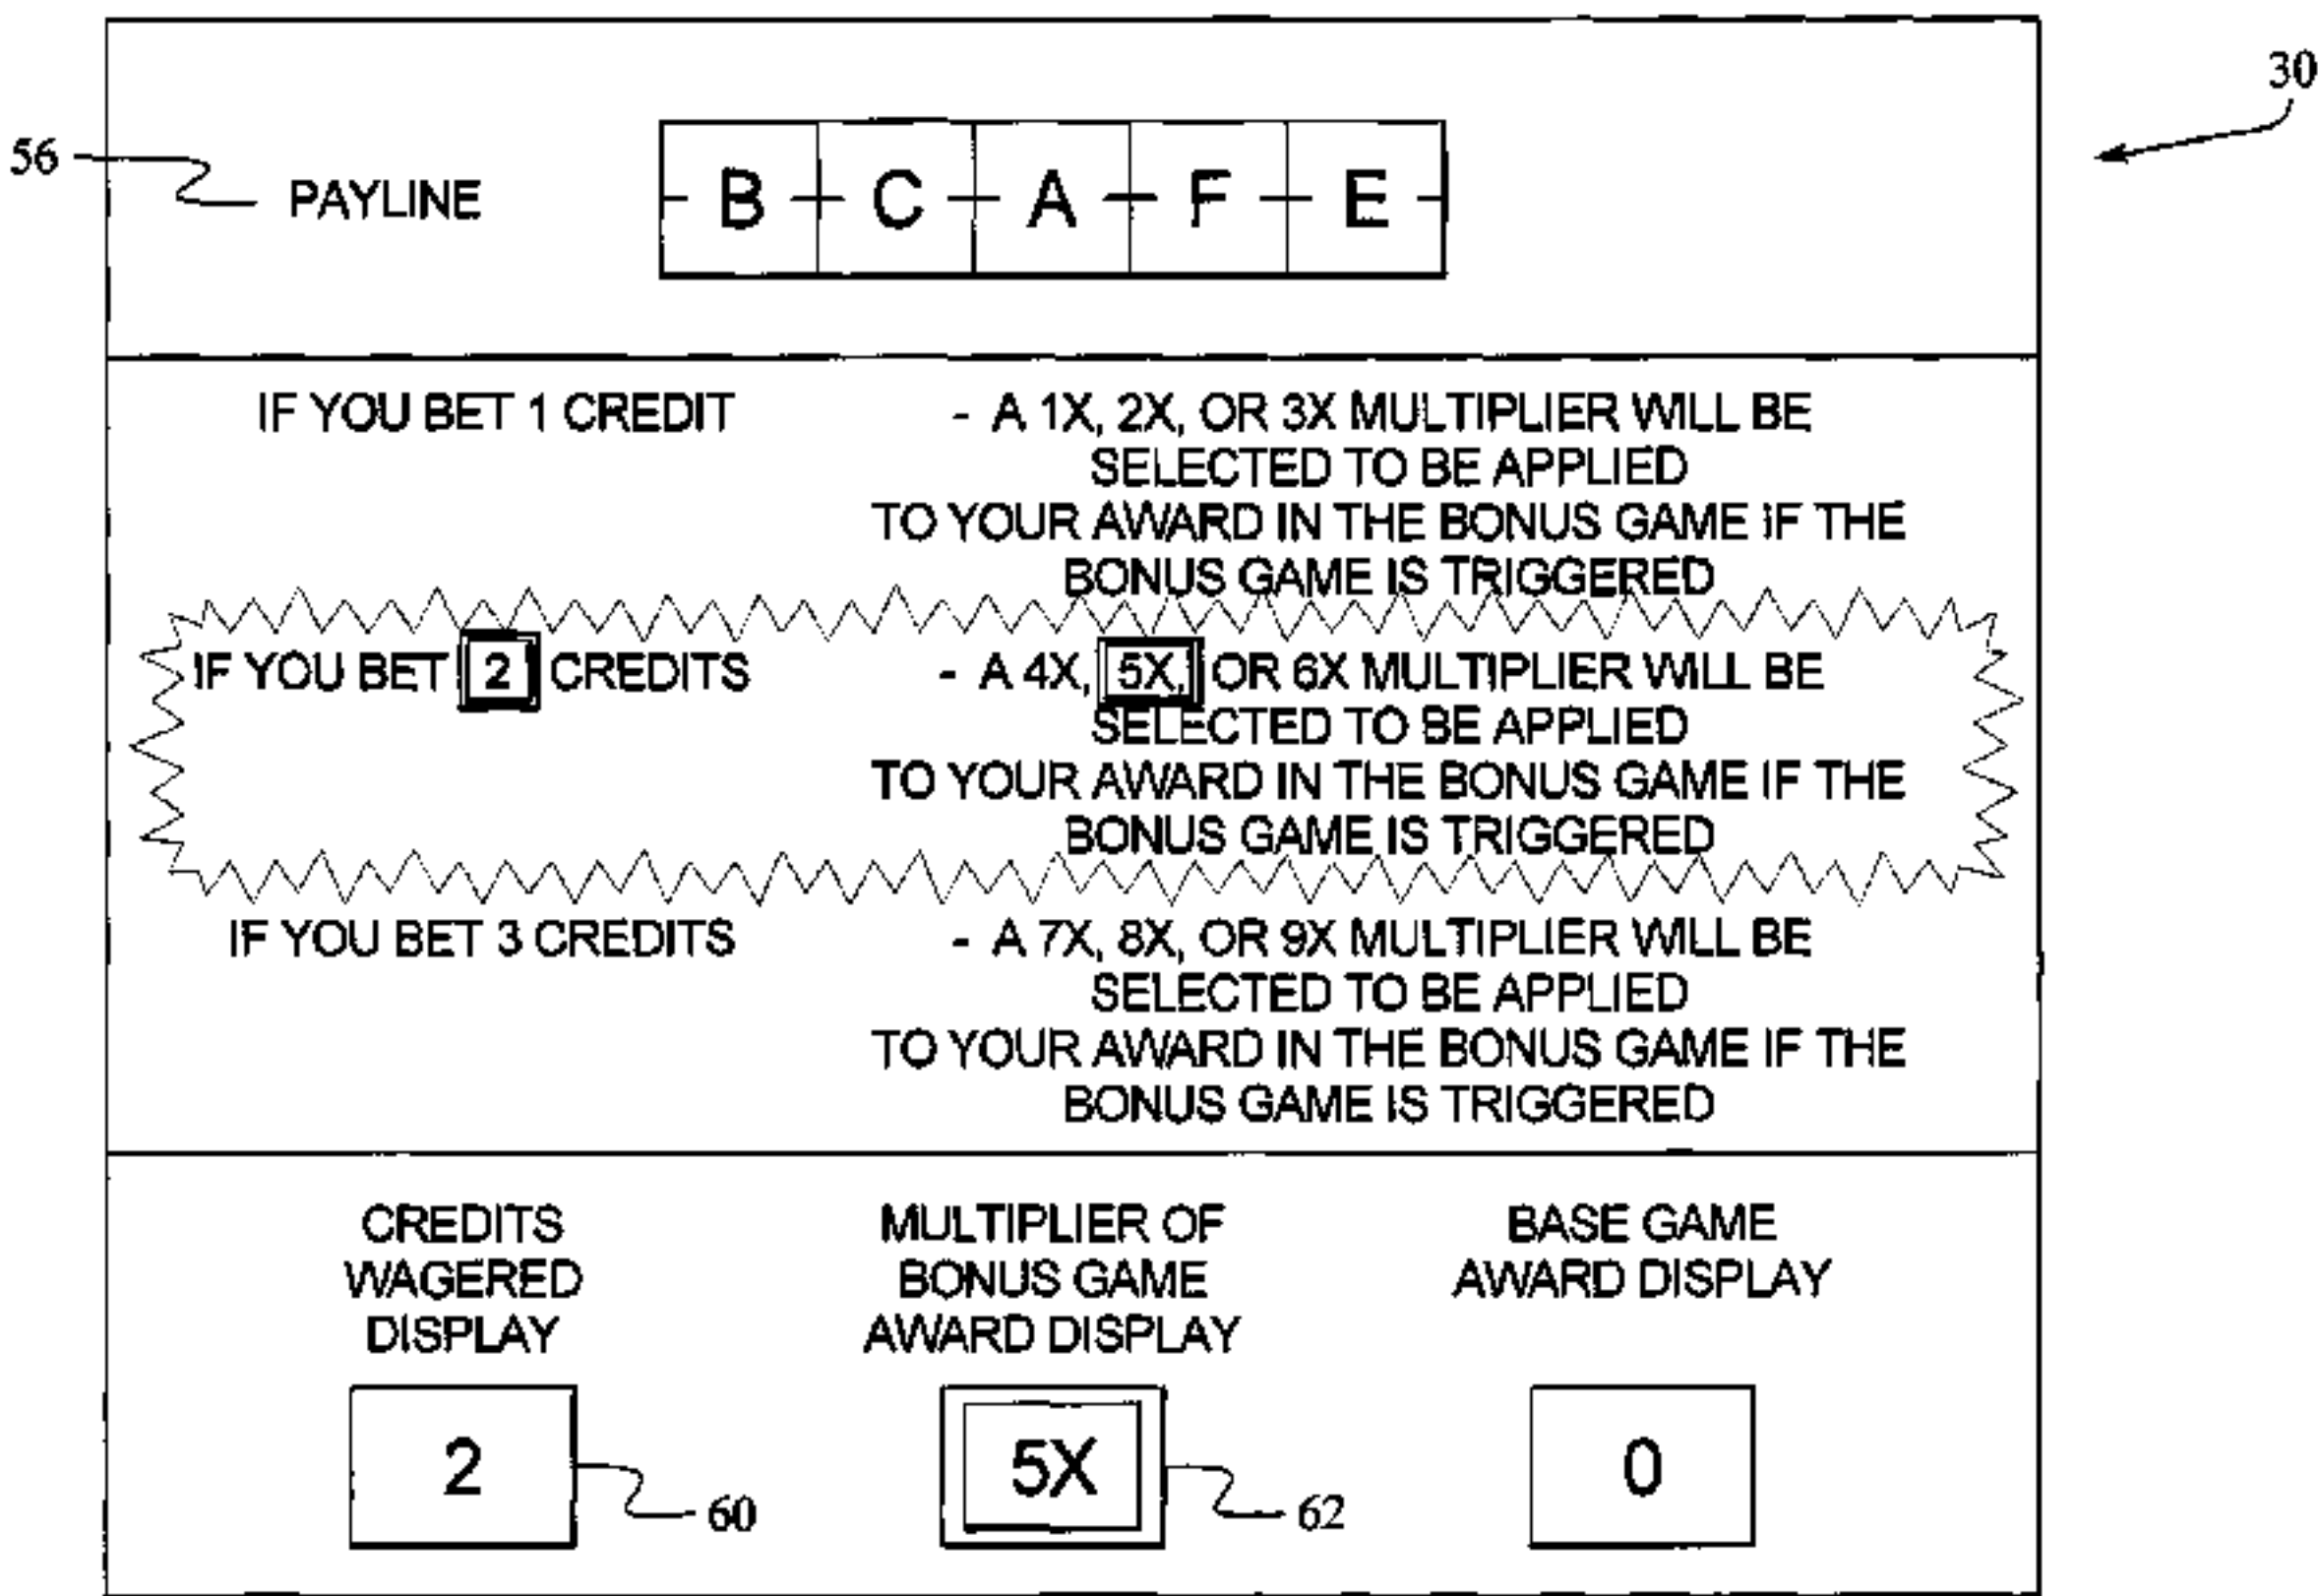 30
56
PAYLINE B C A F E
IF YOU BET 1 CREDIT - A 1X, 2X, OR 3X MULTIPLIER WILL BE
SELECTED TO BE APPLIED
TO YOUR AWARD IN THE BONUS GAME IF THE
BONUS GAME IS TRIGGERED
IF YOU BET 2 CREDITS - A 4X, 5X, OR 6X MULTIPLIER WILL BE
SELECTED TO BE APPLIED
TO YOUR AWARD IN THE BONUS GAME IF THE
BONUS GAME IS TRIGGERED
IF YOU BET 3 CREDITS - A 7X, 8X, OR 9X MULTIPLIER WILL BE
SELECTED TO BE APPLIED
TO YOUR AWARD IN THE BONUS GAME IF THE
BONUS GAME IS TRIGGERED
CREDITS
WAGERED
DISPLAY
2
60
MULTIPLIER OF
BONUS GAME
AWARD DISPLAY
5X
62
BASE GAME
AWARD DISPLAY
0